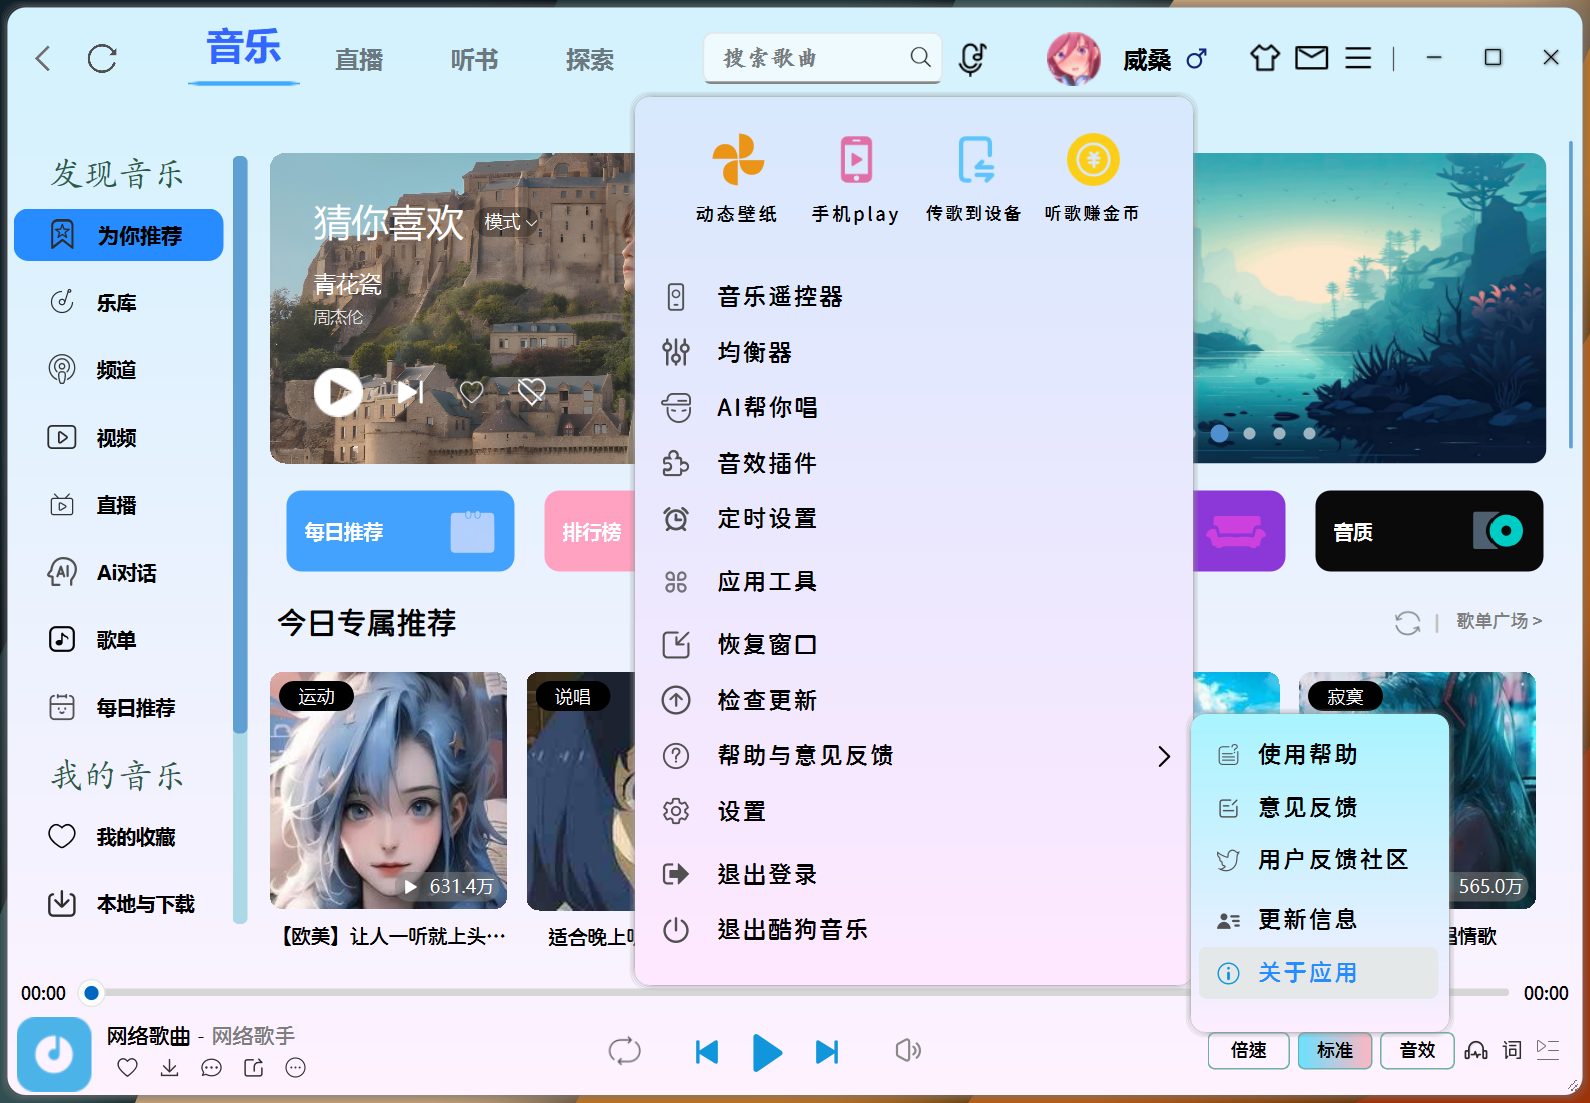 音乐
直播
听书
探索
搜索歌曲
威桑
发现音乐
为你推荐
乐库
频道
视频
直播
Ai对话
歌单
每日推荐
我的音乐
我的收藏
本地与下载
猜你喜欢
模式
青花瓷
周杰伦
每日推荐
排行榜
音质
今日专属推荐
歌单广场>
运动
631.4万
【欧美】让人一听就上头…
说唱
适合晚上
寂寞
565.0万
情歌
动态壁纸
手机play
传歌到设备
听歌赚金币
音乐遥控器
均衡器
AI帮你唱
音效插件
定时设置
应用工具
恢复窗口
检查更新
帮助与意见反馈
设置
退出登录
退出酷狗音乐
使用帮助
意见反馈
用户反馈社区
更新信息
关于应用
00:00
00:00
网络歌曲 - 网络歌手
倍速
标准
音效
词